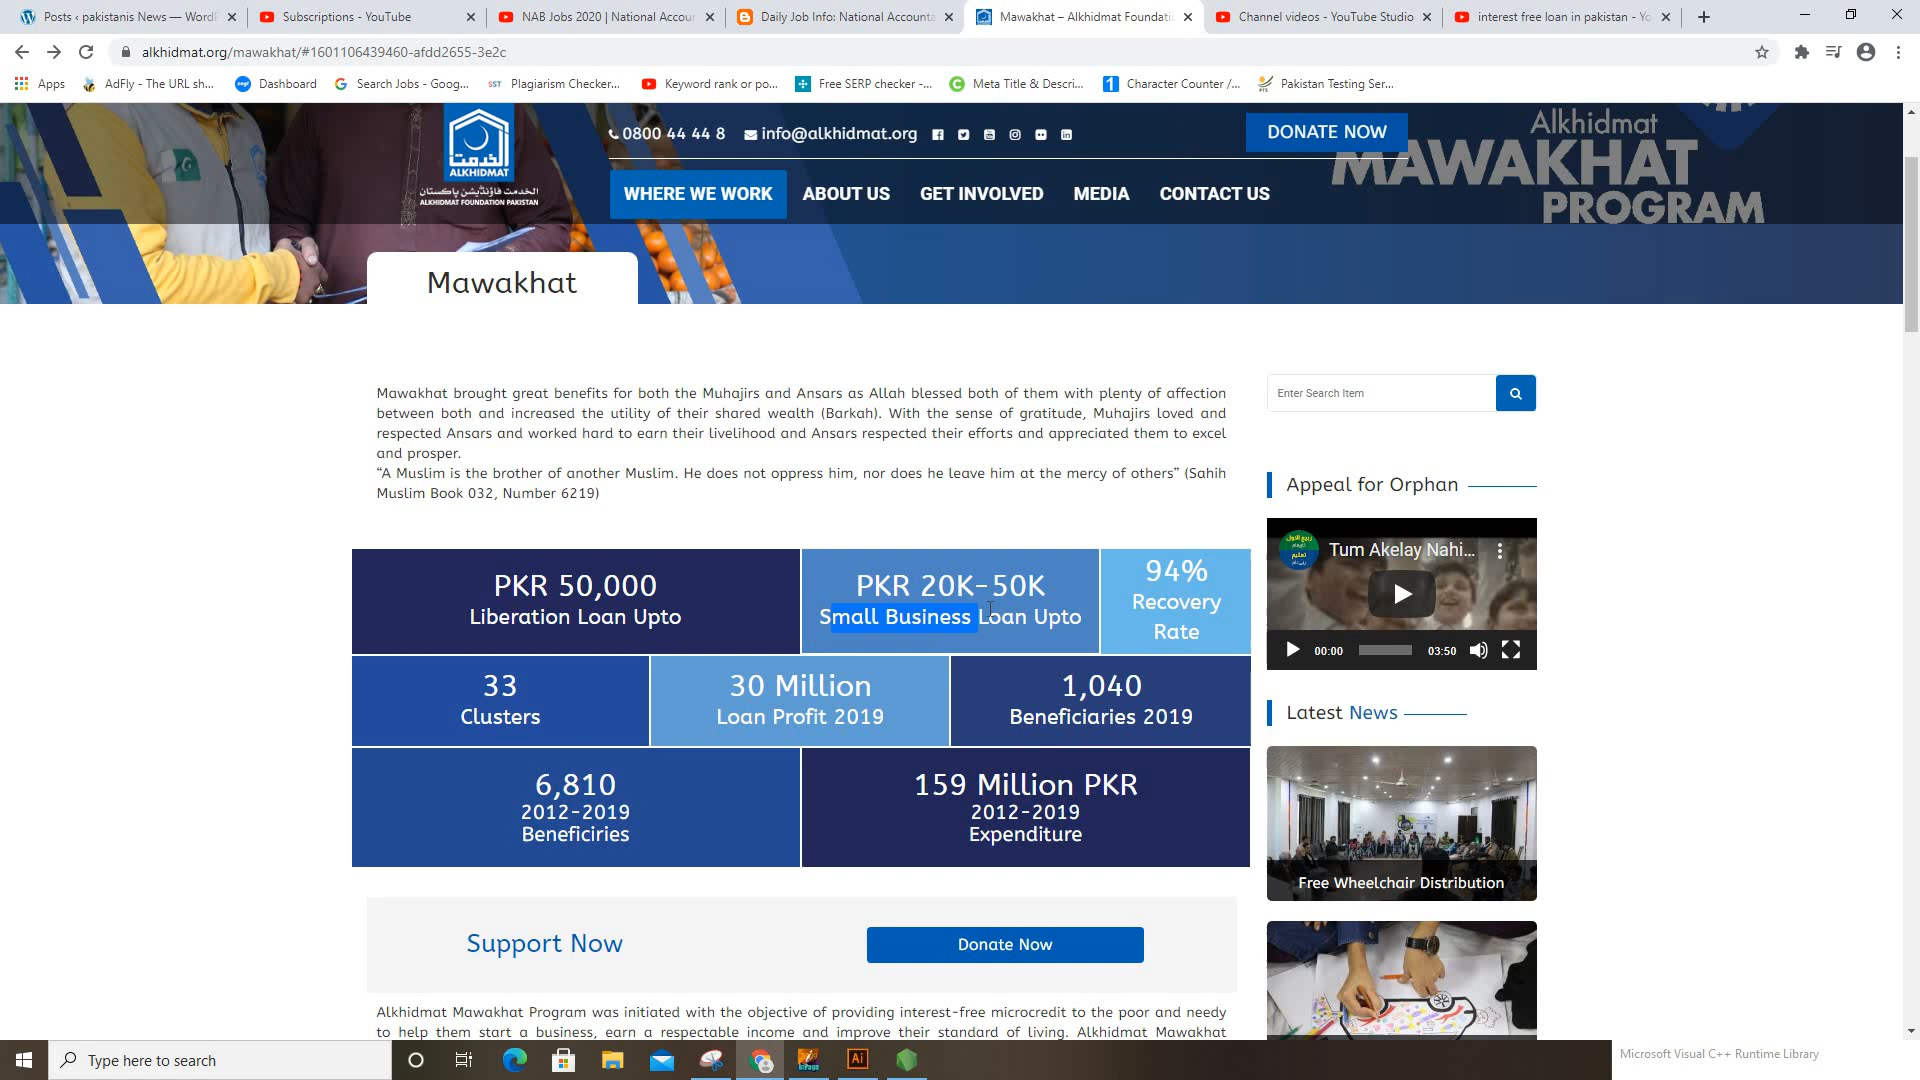 Posts ‹ pakistanis News — WordP
Subscriptions - YouTube
NAB Jobs 2020 | National Accour
Daily Job Info: National Accounta
Mawakhat – Alkhidmat Foundatio
Channel videos - YouTube Studio
interest free loan in pakistan - Yo
alkhidmat.org/mawakhat/#1601106439460-afdd2655-3e2c
Apps
AdFly - The URL sh...
Dashboard
Search Jobs - Goog...
SST Plagiarism Checker...
Keyword rank or po...
Free SERP checker -...
Meta Title & Descri...
Character Counter /...
Pakistan Testing Ser...
الخدمت
ALKHIDMAT
الخدمت فاؤنڈیشن پاکستان
ALKHIDMAT FOUNDATION PAKISTAN
0800 44 44 8
info@alkhidmat.org
DONATE NOW
WHERE WE WORK
ABOUT US
GET INVOLVED
MEDIA
CONTACT US
Alkhidmat
MAWAKHAT
PROGRAM
Mawakhat
Mawakhat brought great benefits for both the Muhajirs and Ansars as Allah blessed both of them with plenty of affection
between both and increased the utility of their shared wealth (Barkah). With the sense of gratitude, Muhajirs loved and
respected Ansars and worked hard to earn their livelihood and Ansars respected their efforts and appreciated them to excel
and prosper.
“A Muslim is the brother of another Muslim. He does not oppress him, nor does he leave him at the mercy of others” (Sahih
Muslim Book 032, Number 6219)
PKR 50,000
Liberation Loan Upto
PKR 20K-50K
Small Business Loan Upto
94%
Recovery
Rate
33
Clusters
30 Million
Loan Profit 2019
1,040
Beneficiaries 2019
6,810
2012-2019
Beneficiries
159 Million PKR
2012-2019
Expenditure
Support Now
Donate Now
Alkhidmat Mawakhat Program was initiated with the objective of providing interest-free microcredit to the poor and needy
to help them start a business, earn a respectable income and improve their standard of living. Alkhidmat Mawakhat
Enter Search Item
Appeal for Orphan
Tum Akelay Nahi...
00:00
03:50
Latest News
Free Wheelchair Distribution
Type here to search
Ai
Microsoft Visual C++ Runtime Library